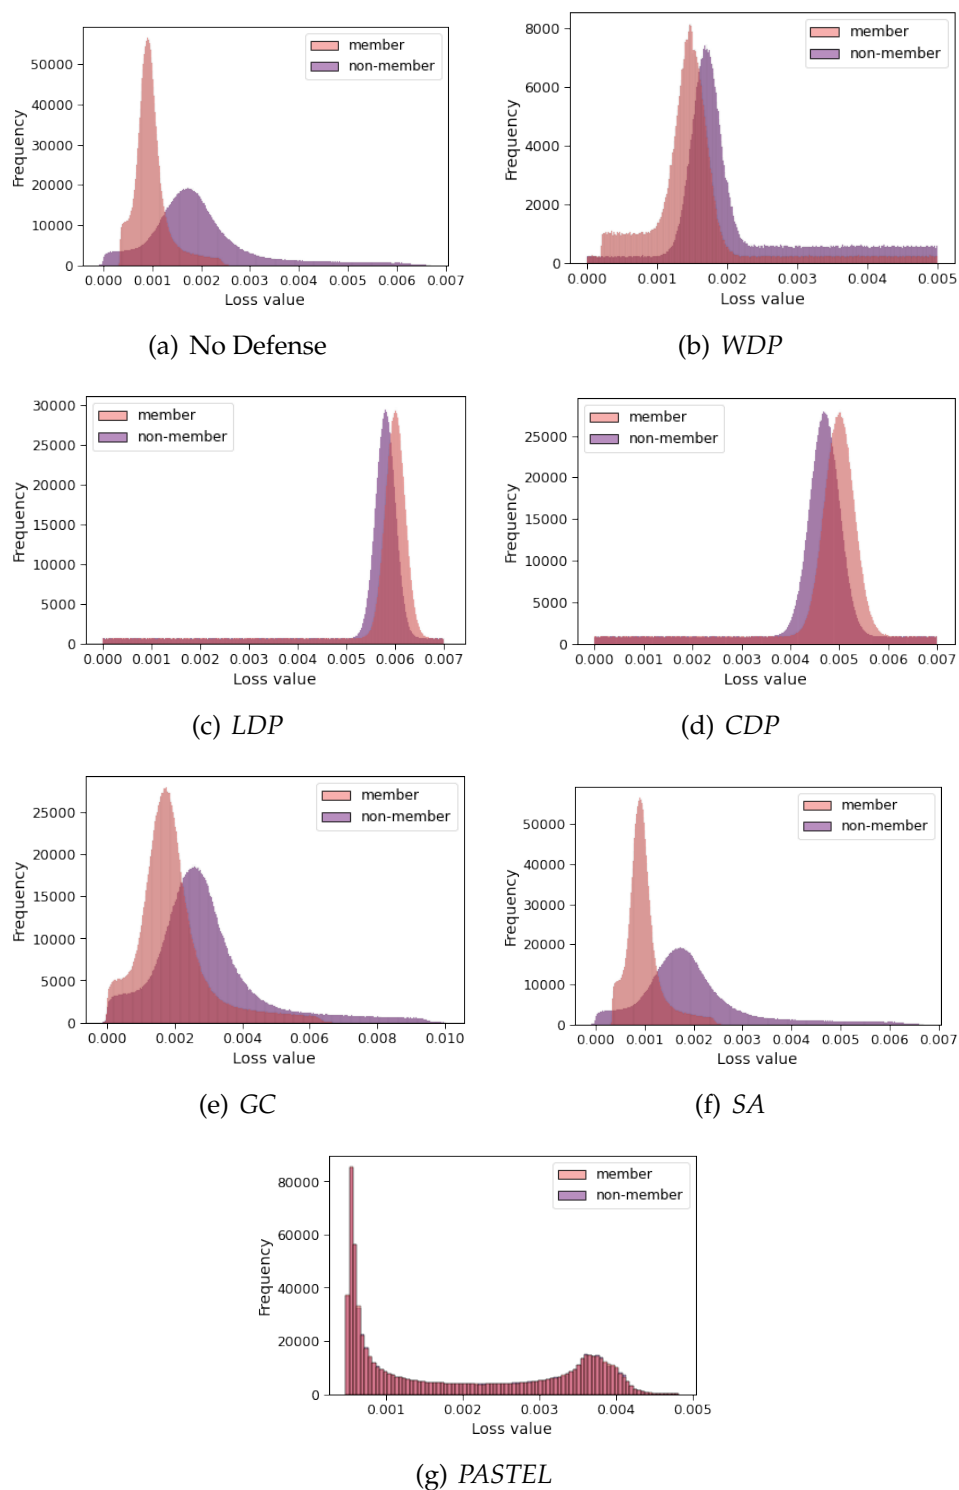 member
non-member
Frequency
50000
40000
30000
20000
10000
0
0.000 0.001 0.002 0.003 0.004 0.005 0.006 0.007
Loss value
(a) No Defense
member
non-member
Frequency
8000
6000
4000
2000
0
0.000 0.001 0.002 0.003 0.004 0.005
Loss value
(b) WDP
member
non-member
Frequency
30000
25000
20000
15000
10000
5000
0
0.000 0.001 0.002 0.003 0.004 0.005 0.006 0.007
Loss value
(c) LDP
member
non-member
Frequency
25000
20000
15000
10000
5000
0
0.000 0.001 0.002 0.003 0.004 0.005 0.006 0.007
Loss value
(d) CDP
member
non-member
Frequency
25000
20000
15000
10000
5000
0
0.000 0.002 0.004 0.006 0.008 0.010
Loss value
(e) GC
member
non-member
Frequency
50000
40000
30000
20000
10000
0
0.000 0.001 0.002 0.003 0.004 0.005 0.006 0.007
Loss value
(f) SA
member
non-member
Frequency
80000
60000
40000
20000
0
0.001 0.002 0.003 0.004 0.005
Loss value
(g) PASTEL